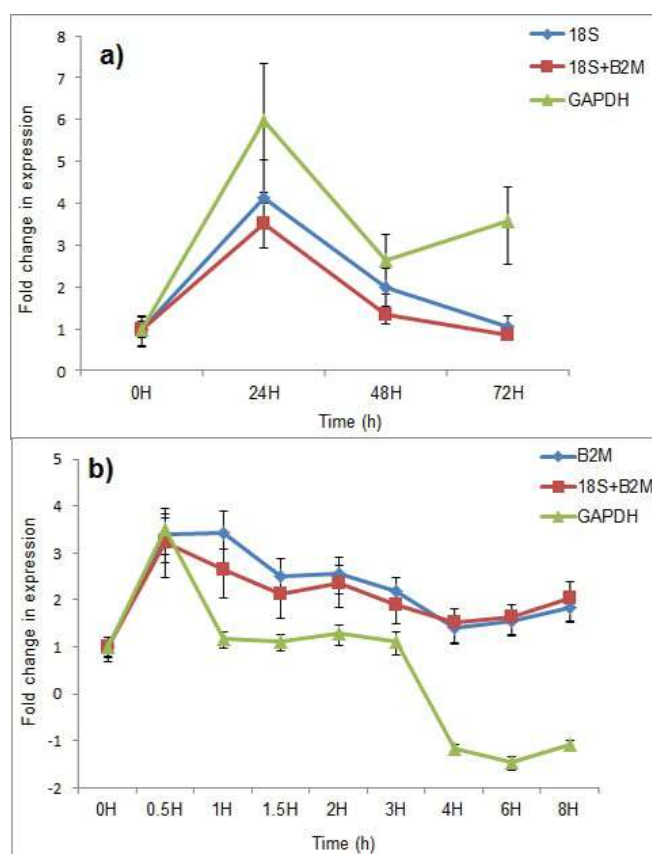 a)
18S
18S+B2M
GAPDH
Fold change in expression
8
7
6
5
4
3
2
1
0
0H 24H 48H 72H
Time (h)
b)
B2M
18S+B2M
GAPDH
Fold change in expression
5
4
3
2
1
0
-1
-2
0H 0.5H 1H 1.5H 2H 3H 4H 6H 8H
Time (h)